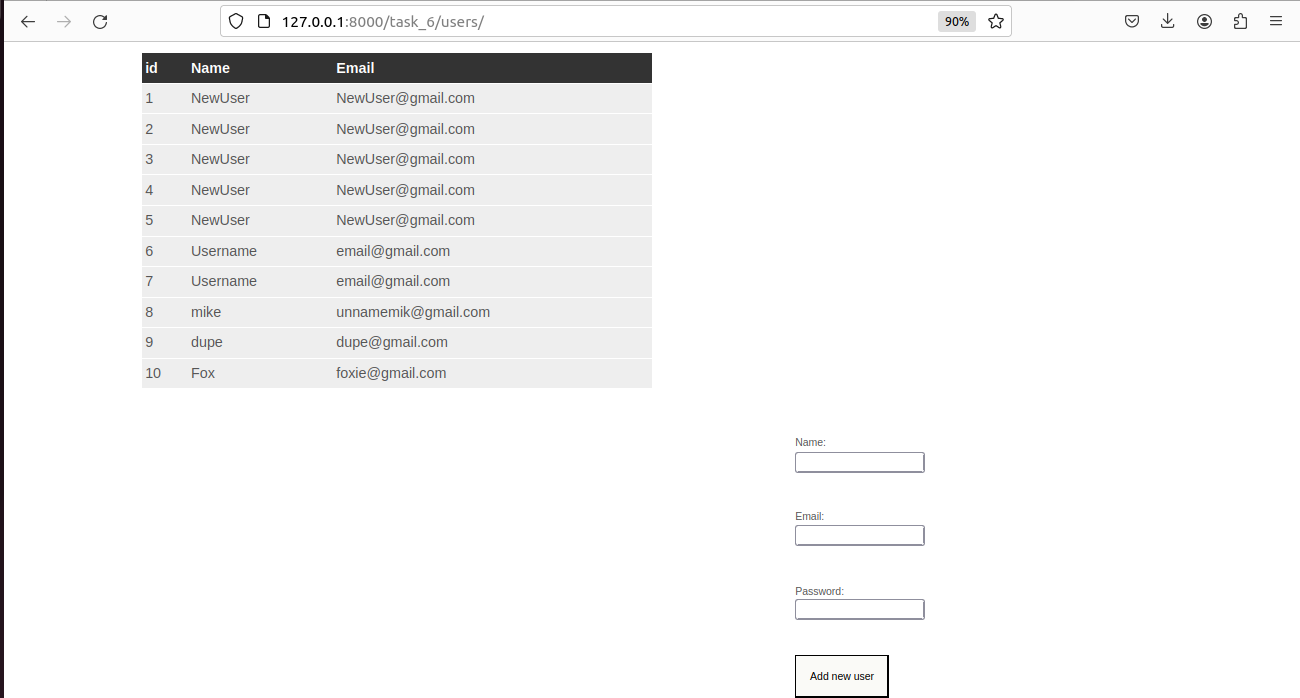 127.0.0.1:8000/task_6/users/ 90%
id Name Email
1 NewUser NewUser@gmail.com
2 NewUser NewUser@gmail.com
3 NewUser NewUser@gmail.com
4 NewUser NewUser@gmail.com
5 NewUser NewUser@gmail.com
6 Username email@gmail.com
7 Username email@gmail.com
8 mike unnamemik@gmail.com
9 dupe dupe@gmail.com
10 Fox foxie@gmail.com
Name:
Email:
Password:
Add new user